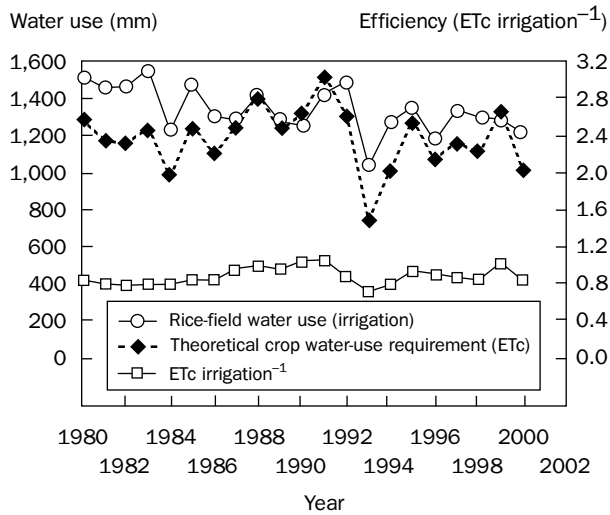 Water use (mm) Efficiency (ETc irrigation⁻¹)
1,600 3.2
1,400 2.8
1,200 2.4
1,000 2.0
800 1.6
600 1.2
400 0.8
200 0.4
0 0.0
Rice-field water use (irrigation)
Theoretical crop water-use requirement (ETc)
ETc irrigation⁻¹
1980 1984 1988 1992 1996 2000
1982 1986 1990 1994 1998 2002
Year